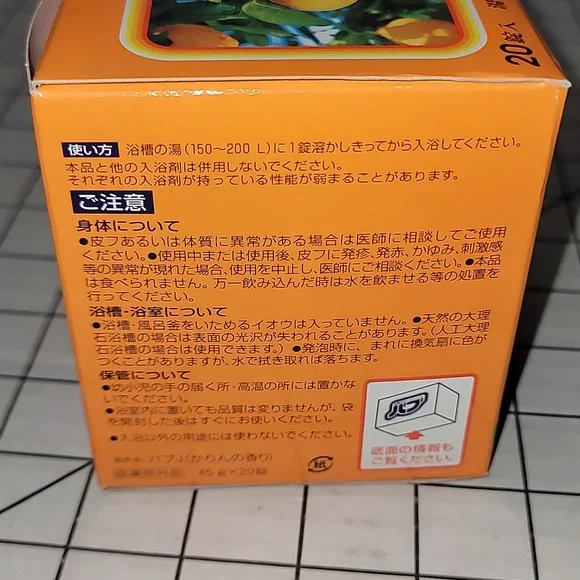 20錠入
使い方 浴槽の湯(150〜200 L)に1錠溶かしきってから入浴してください。
本品と他の入浴剤は併用しないでください。
それぞれの入浴剤が持っている性能が弱まることがあります。
ご注意
身体について
●皮フあるいは体質に異常がある場合は医師に相談してご使用
ください。●使用中または使用後、皮フに発疹、発赤、かゆみ、刺激感
等の異常が現れた場合、使用を中止し、医師にご相談ください。●本品
は食べられません。万一飲み込んだ時は水を飲ませる等の処置を
行ってください。
浴槽・浴室について
●浴槽・風呂釜をいためるイオウは入っていません。●天然の大理
石浴槽の場合は表面の光沢が失われることがあります。(人工大理
石浴槽の場合は使用できます。)●発泡時に、まれに換気扇に色が
つくことがありますが、水で拭き取れば落ちます。
保管について
●幼小児の手の届く所・高温の所には置かな
いでください。
●浴室内に置いても品質は変りませんが、袋
を開封した後はすぐにお使いください。
●入浴以外の用途には使わないでください。
販売名・バブJ(かりんの香り)
医薬部外品 45g×20錠
紙
バブ
底面の情報も
ご覧ください。